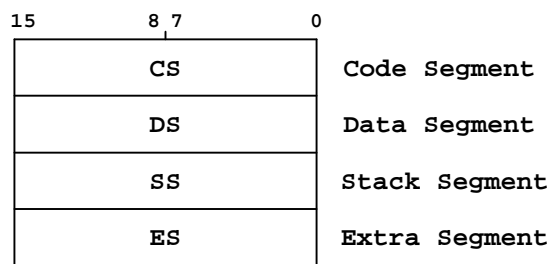 15 8 7 0
CS Code Segment
DS Data Segment
SS Stack Segment
ES Extra Segment